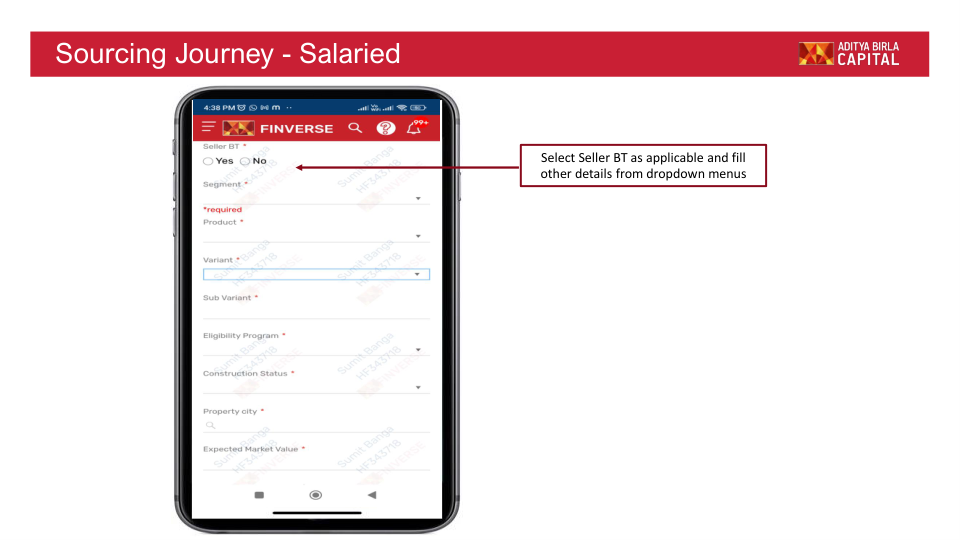 Sourcing Journey - Salaried
ADITYA BIRLA
CAPITAL
4:38 PM
FINVERSE
99+
Seller BT *
Yes No
Segment *
*required
Product *
Variant *
Sub Variant *
Eligibility Program *
Construction Status *
Property city *
Expected Market Value *
Sumit Banga
HF343718
FINVERSE
Select Seller BT as applicable and fill
other details from dropdown menus